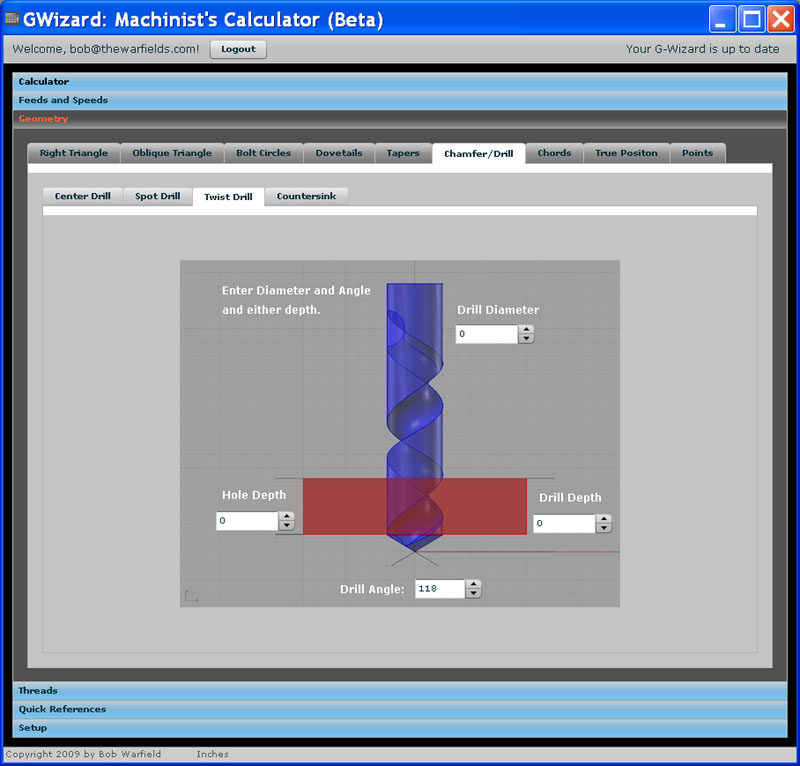 GWizard: Machinist's Calculator (Beta)
Welcome, bob@thewarfields.com! Logout Your G-Wizard is up to date
Calculator
Feeds and Speeds
Geometry
Right Triangle Oblique Triangle Bolt Circles Dovetails Tapers Chamfer/Drill Chords True Positon Points
Center Drill Spot Drill Twist Drill Countersink
Enter Diameter and Angle
and either depth.
Drill Diameter
0
Hole Depth
0
Drill Depth
0
Drill Angle: 118
Threads
Quick References
Setup
Copyright 2009 by Bob Warfield Inches